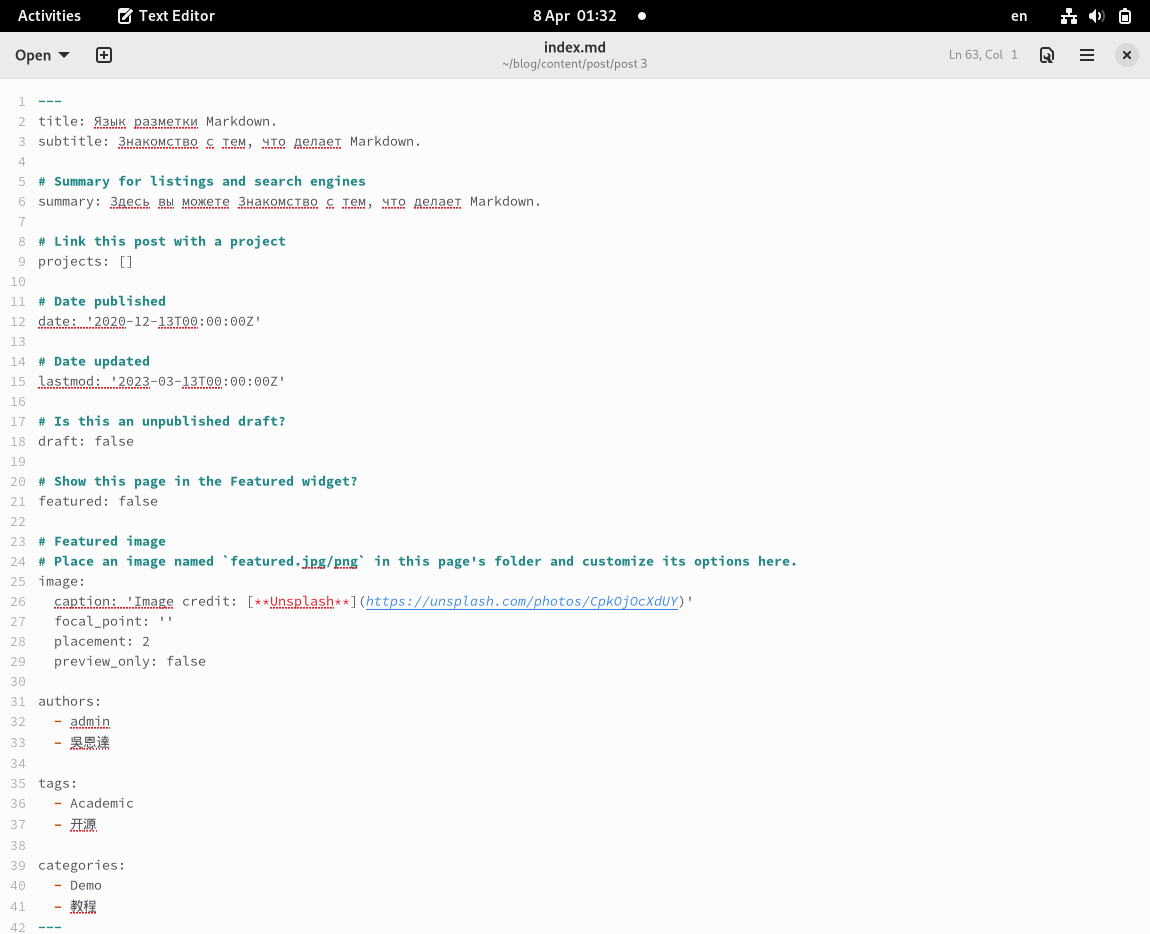 Activities Text Editor 8 Apr 01:32 en
Open index.md Ln 63, Col 1
~/blog/content/post/post 3
1 ---
2 title: Язык разметки Markdown.
3 subtitle: Знакомство с тем, что делает Markdown.
4
5 # Summary for listings and search engines
6 summary: Здесь вы можете Знакомство с тем, что делает Markdown.
7
8 # Link this post with a project
9 projects: []
10
11 # Date published
12 date: '2020-12-13T00:00:00Z'
13
14 # Date updated
15 lastmod: '2023-03-13T00:00:00Z'
16
17 # Is this an unpublished draft?
18 draft: false
19
20 # Show this page in the Featured widget?
21 featured: false
22
23 # Featured image
24 # Place an image named `featured.jpg/png` in this page's folder and customize its options here.
25 image:
26   caption: 'Image credit: [**Unsplash**](https://unsplash.com/photos/CpkOjOcXdUY)'
27   focal_point: ''
28   placement: 2
29   preview_only: false
30
31 authors:
32   - admin
33   - 吳恩達
34
35 tags:
36   - Academic
37   - 开源
38
39 categories:
40   - Demo
41   - 教程
42 ---